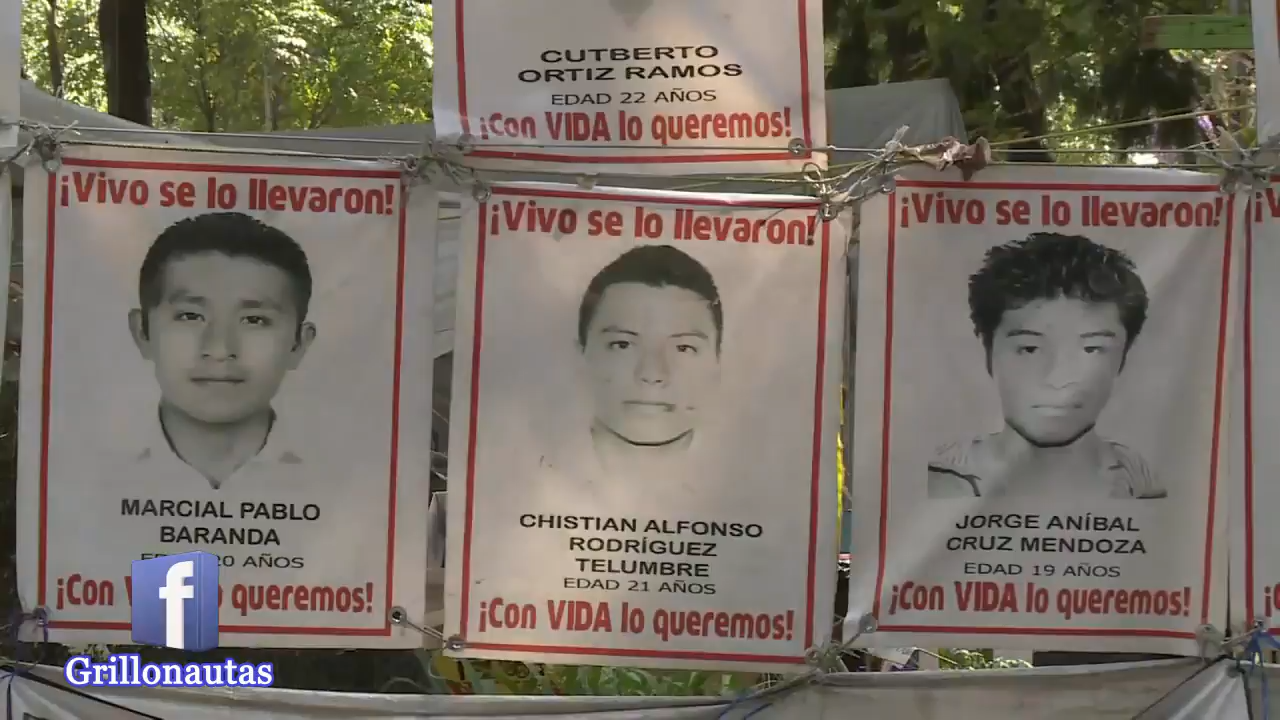 CUTBERTO
ORTIZ RAMOS
EDAD 22 AÑOS
¡Con VIDA lo queremos!
¡Vivo se lo llevaron!
MARCIAL PABLO
BARANDA
20 AÑOS
¡Con queremos!
¡Vivo se lo llevaron!
CHISTIAN ALFONSO
RODRÍGUEZ
TELUMBRE
EDAD 21 AÑOS
¡Con VIDA lo queremos!
¡Vivo se lo llevaron!
JORGE ANÍBAL
CRUZ MENDOZA
EDAD 19 AÑOS
¡Con VIDA lo queremos!
f
Grillonautas